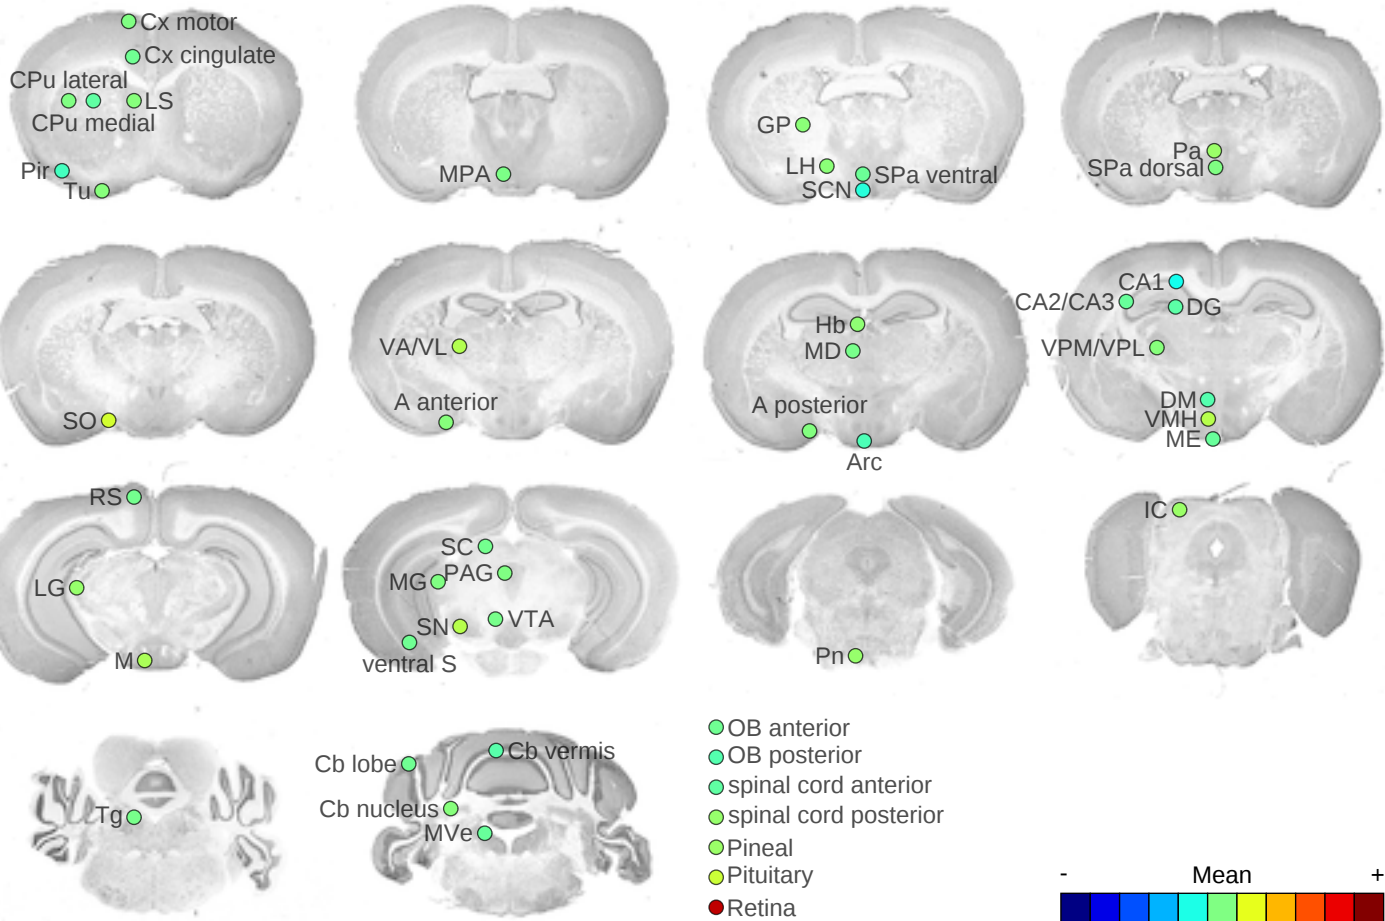 Cx motor
Cx cingulate
CPu lateral
LS
CPu medial
Pir
Tu
MPA
GP
LH
SPa ventral
SCN
Pa
SPa dorsal
SO
VA/VL
A anterior
Hb
MD
A posterior
Arc
CA1
CA2/CA3
DG
VPM/VPL
DM
VMH
ME
RS
LG
M
SC
MG
PAG
SN
VTA
ventral S
Pn
IC
Tg
Cb lobe
Cb vermis
Cb nucleus
MVe
OB anterior
OB posterior
spinal cord anterior
spinal cord posterior
Pineal
Pituitary
Retina
- Mean +